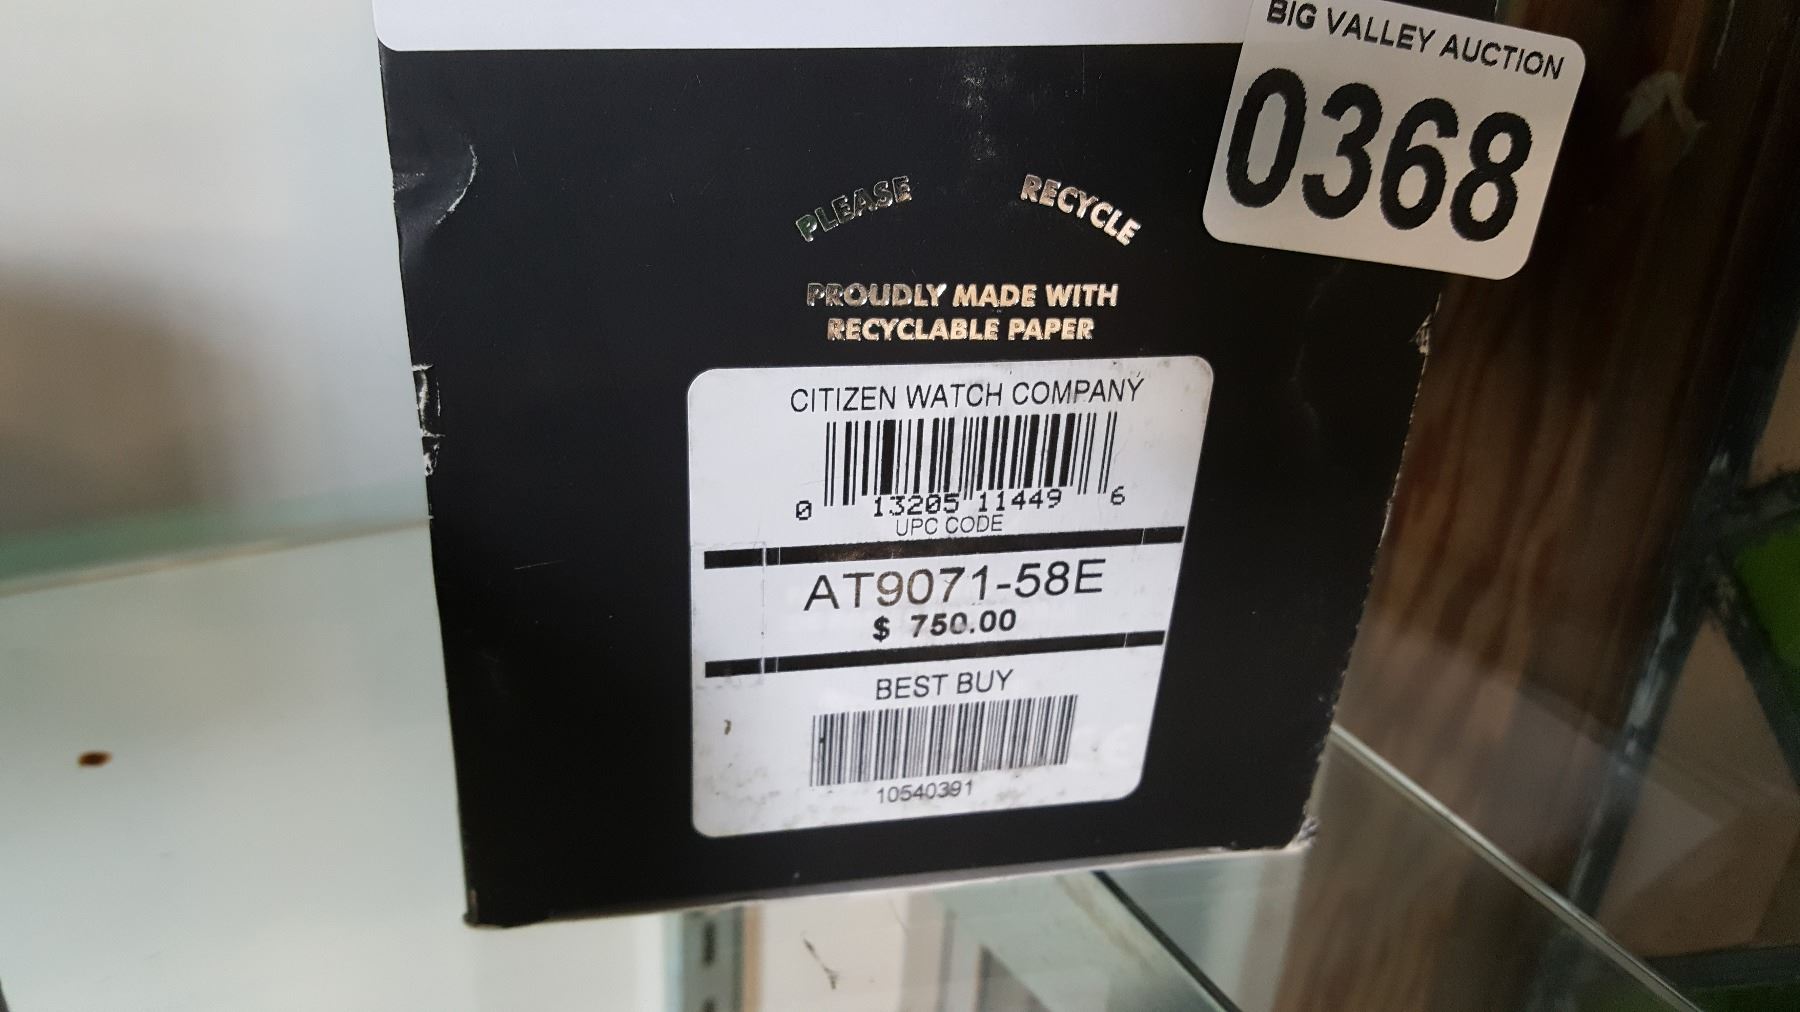 BIG VALLEY AUCTION
0368
PLEASE RECYCLE
PROUDLY MADE WITH
RECYCLABLE PAPER
CITIZEN WATCH COMPANY
0 13205 11449 6
UPC CODE
AT9071-58E
$ 750.00
BEST BUY
10540391